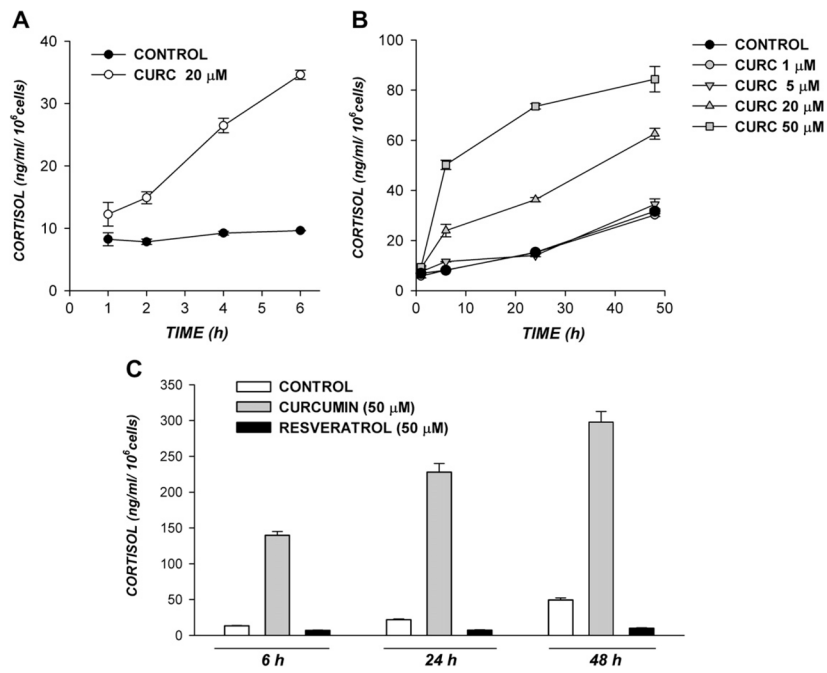 A
CORTISOL (ng/ml/ 10⁶cells)
40
30
20
10
0
0 1 2 3 4 5 6
TIME (h)
CONTROL
CURC 20 μM
B
CORTISOL (ng/ml/ 10⁶cells)
100
80
60
40
20
0
0 10 20 30 40 50
TIME (h)
CONTROL
CURC 1 μM
CURC 5 μM
CURC 20 μM
CURC 50 μM
C
CORTISOL (ng/ml/ 10⁶cells)
350
300
250
200
150
100
50
0
CONTROL
CURCUMIN (50 μM)
RESVERATROL (50 μM)
6 h 24 h 48 h